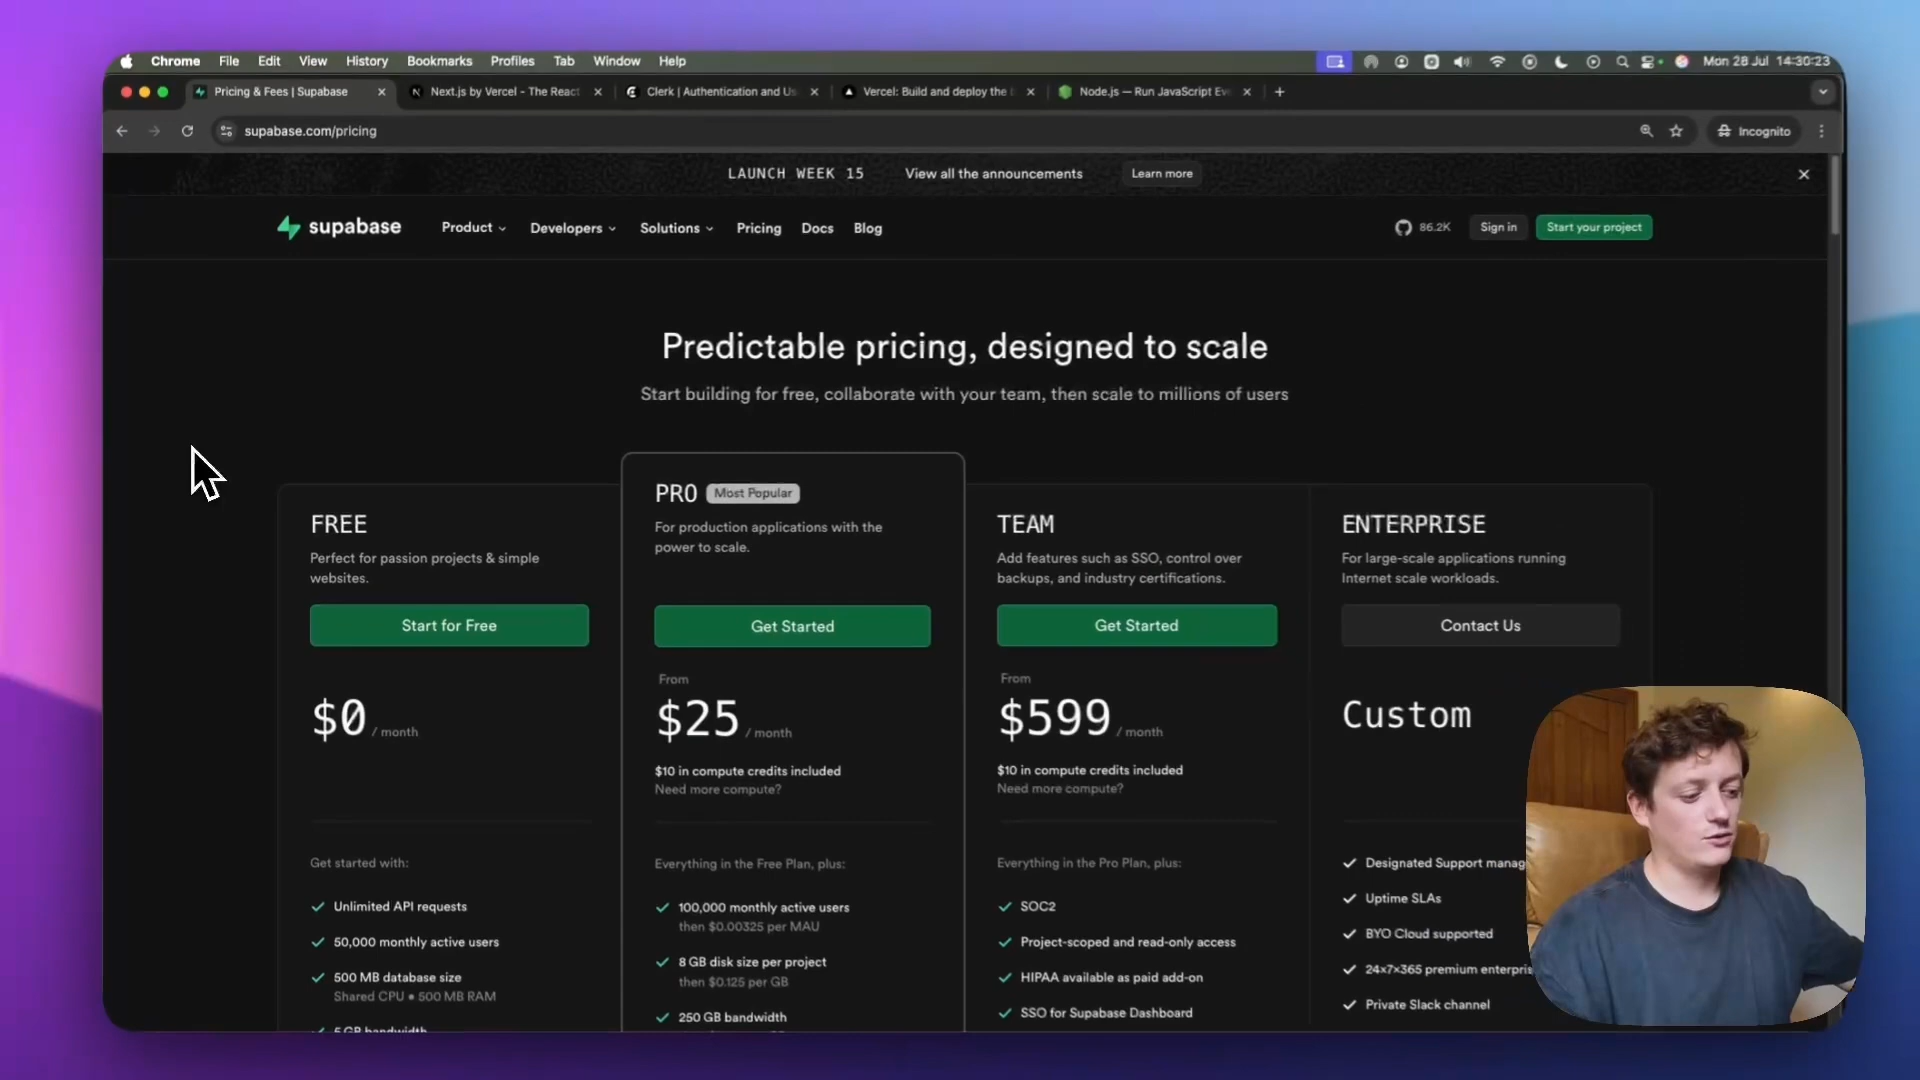 Chrome File Edit View History Bookmarks Profiles Tab Window Help Mon 28 Jul 14:30:23
Pricing & Fees | Supabase Next.js by Vercel - The React Clerk | Authentication and Us Vercel: Build and deploy the Node.js — Run JavaScript Eve
supabase.com/pricing Incognito
LAUNCH WEEK 15 View all the announcements Learn more
supabase Product Developers Solutions Pricing Docs Blog 86.2K Sign in Start your project
Predictable pricing, designed to scale
Start building for free, collaborate with your team, then scale to millions of users
FREE
Perfect for passion projects & simple
websites.
Start for Free
$0 / month
Get started with:
Unlimited API requests
50,000 monthly active users
500 MB database size
Shared CPU • 500 MB RAM
5 GB bandwidth
PRO Most Popular
For production applications with the
power to scale.
Get Started
From
$25 / month
$10 in compute credits included
Need more compute?
Everything in the Free Plan, plus:
100,000 monthly active users
then $0.00325 per MAU
8 GB disk size per project
then $0.125 per GB
250 GB bandwidth
TEAM
Add features such as SSO, control over
backups, and industry certifications.
Get Started
From
$599 / month
$10 in compute credits included
Need more compute?
Everything in the Pro Plan, plus:
SOC2
Project-scoped and read-only access
HIPAA available as paid add-on
SSO for Supabase Dashboard
ENTERPRISE
For large-scale applications running
Internet scale workloads.
Contact Us
Custom
Designated Support manag
Uptime SLAs
BYO Cloud supported
24×7×365 premium enterpris
Private Slack channel